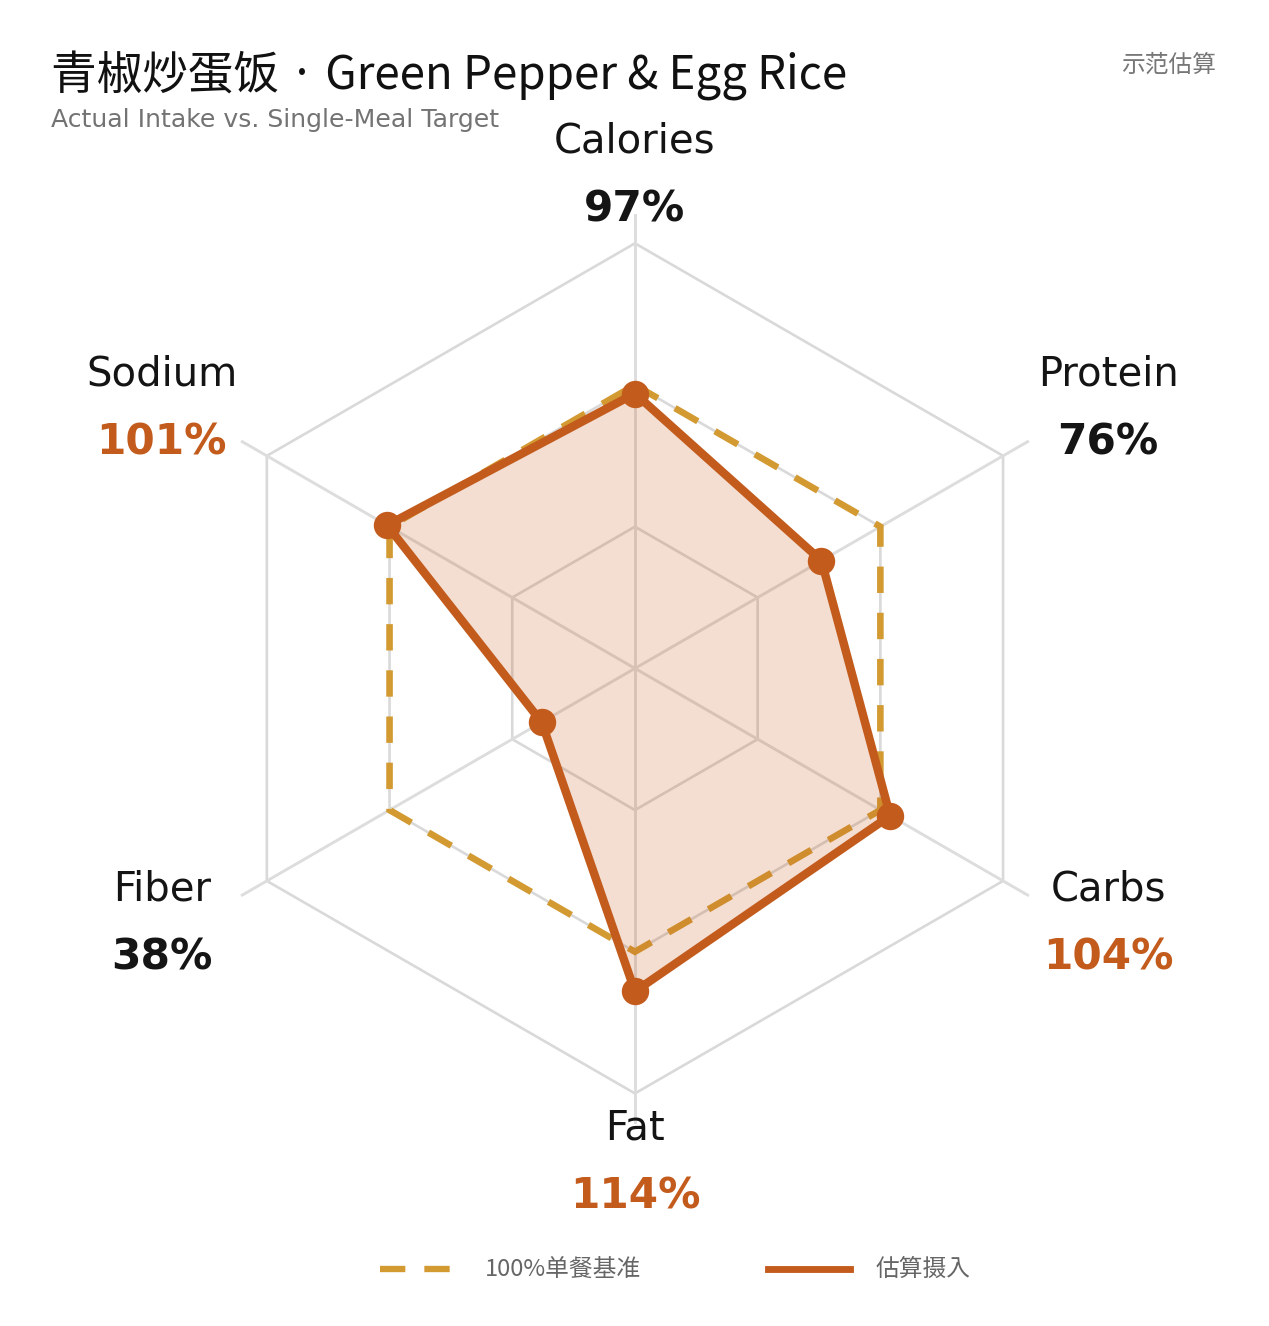 青椒炒蛋饭 · Green Pepper & Egg Rice
示范估算
Actual Intake vs. Single-Meal Target
Calories
97%
Sodium
101%
Protein
76%
Fiber
38%
Carbs
104%
Fat
114%
100%单餐基准
估算摄入